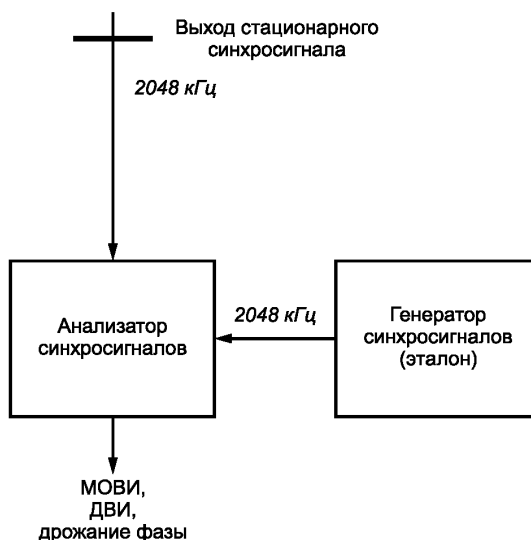 Выход стационарного
синхросигнала
2048 кГц
Анализатор
синхросигналов
2048 кГц
Генератор
синхросигналов
(эталон)
МОВИ,
ДВИ,
дрожание фазы